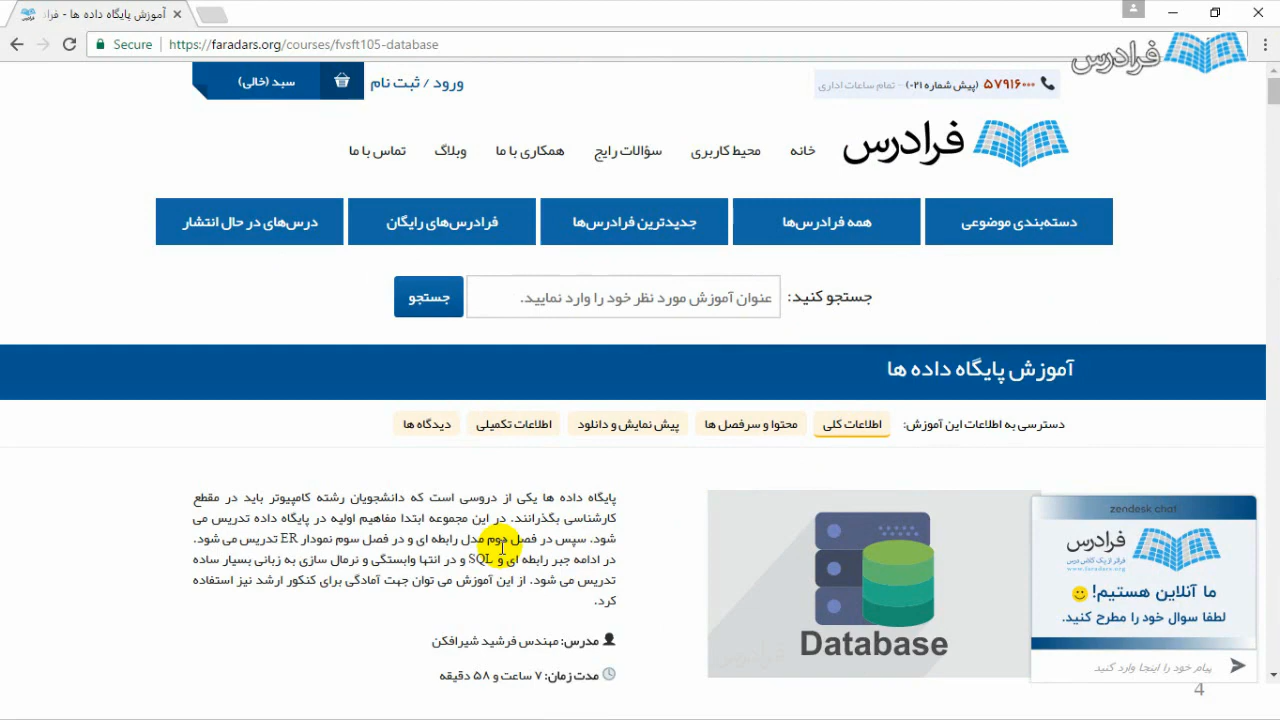 آموزش پایگاه داده ها - فراد
Secure
https://faradars.org/courses/fvsft105-database
فرادرس
سبد (خالی)
ورود / ثبت نام
۵۷۹۱۶۰۰۰ (پیش شماره ۰۲۱) - تمام ساعات اداری
فرادرس
خانه
محیط کاربری
سؤالات رایج
همکاری با ما
وبلاگ
تماس با ما
دسته‌بندی موضوعی
همه فرادرس‌ها
جدیدترین فرادرس‌ها
فرادرس‌های رایگان
درس‌های در حال انتشار
جستجو کنید:
عنوان آموزش مورد نظر خود را وارد نمایید.
جستجو
آموزش پایگاه داده ها
دسترسی به اطلاعات این آموزش:
اطلاعات کلی
محتوا و سرفصل ها
پیش نمایش و دانلود
اطلاعات تکمیلی
دیدگاه ها
پایگاه داده ها یکی از دروسی است که دانشجویان رشته کامپیوتر باید در مقطع
کارشناسی بگذرانند. در این مجموعه ابتدا مفاهیم اولیه در پایگاه داده تدریس می
شود. سپس در فصل دوم مدل رابطه ای و در فصل سوم نمودار ER تدریس می شود.
در ادامه جبر رابطه ای و SQL و در انتها وابستگی و نرمال سازی به زبانی بسیار ساده
تدریس می شود. از این آموزش می توان جهت آمادگی برای کنکور ارشد نیز استفاده
کرد.
مدرس: مهندس فرشید شیرافکن
مدت زمان: ۷ ساعت و ۵۸ دقیقه
Database
فرادرس
zendesk chat
فرادرس
فراتر از یک کلاس درس
www.faradars.org
ما آنلاین هستیم!
لطفا سوال خود را مطرح کنید.
پیام خود را اینجا وارد کنید
4